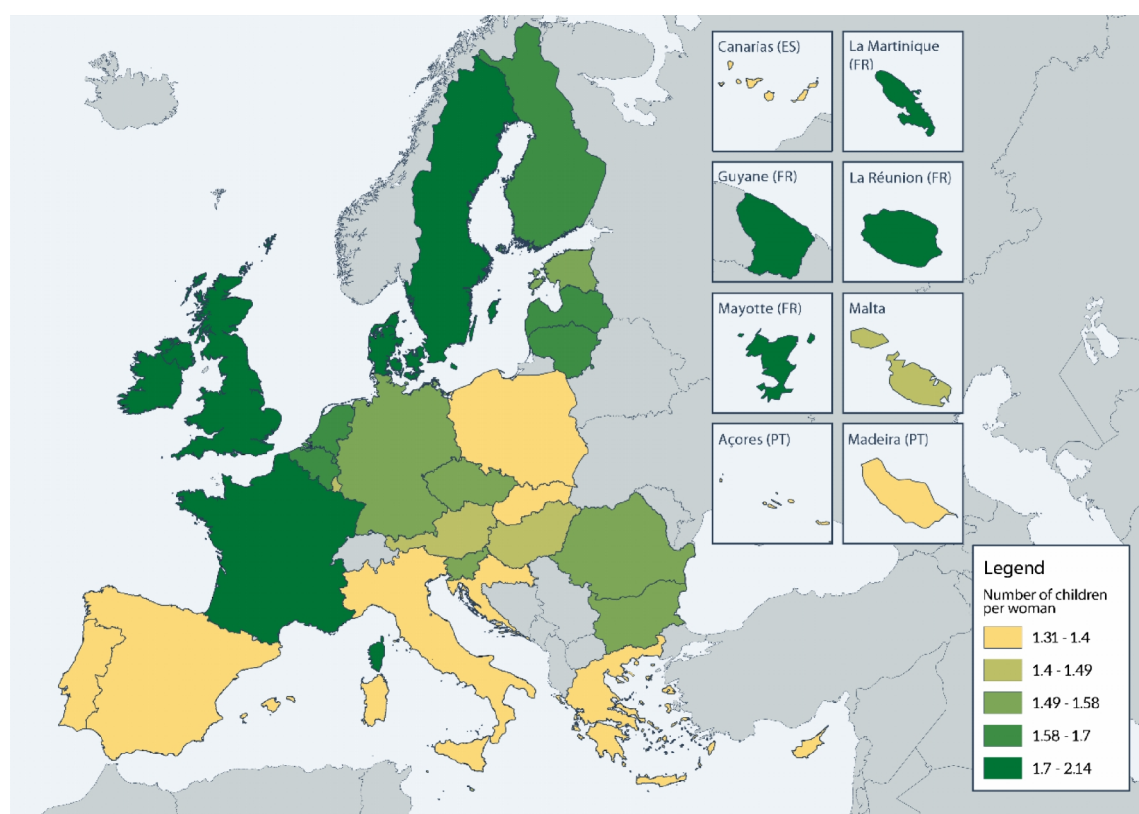 Canarias (ES)
La Martinique
(FR)
Guyane (FR)
La Réunion (FR)
Mayotte (FR)
Malta
Açores (PT)
Madeira (PT)
Legend
Number of children
per woman
1.31 - 1.4
1.4 - 1.49
1.49 - 1.58
1.58 - 1.7
1.7 - 2.14